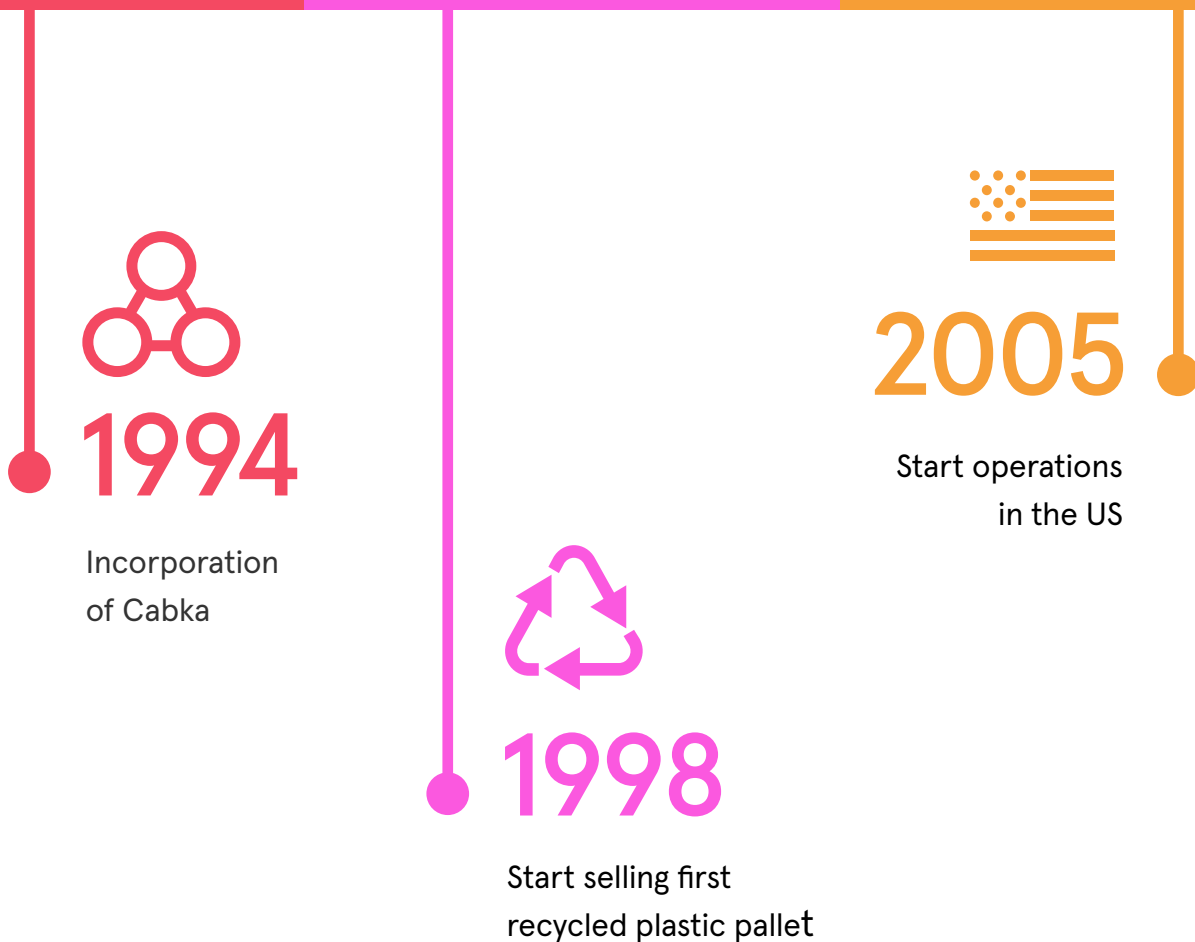 1994
Incorporation
of Cabka
1998
Start selling first
recycled plastic pallet
2005
Start operations
in the US